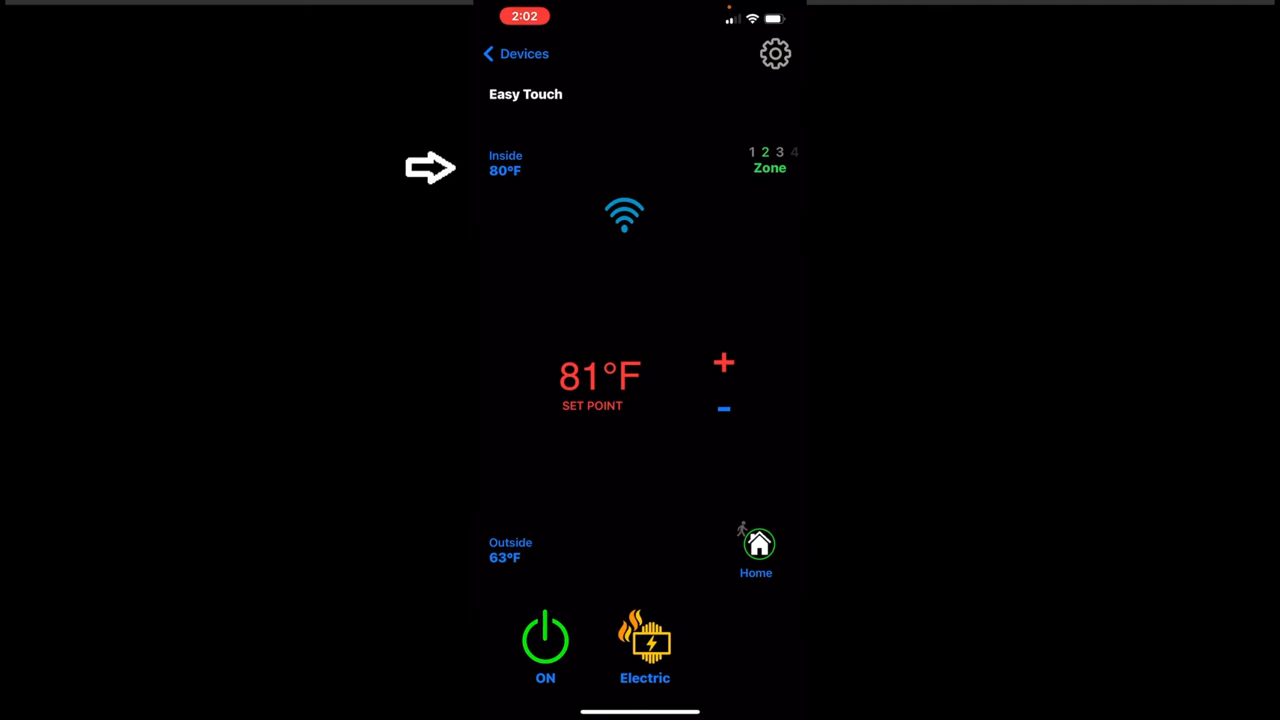 2:02
Devices
Easy Touch
Inside
80°F
1 2 3 4
Zone
81°F
SET POINT
+
-
Outside
63°F
Home
ON
Electric